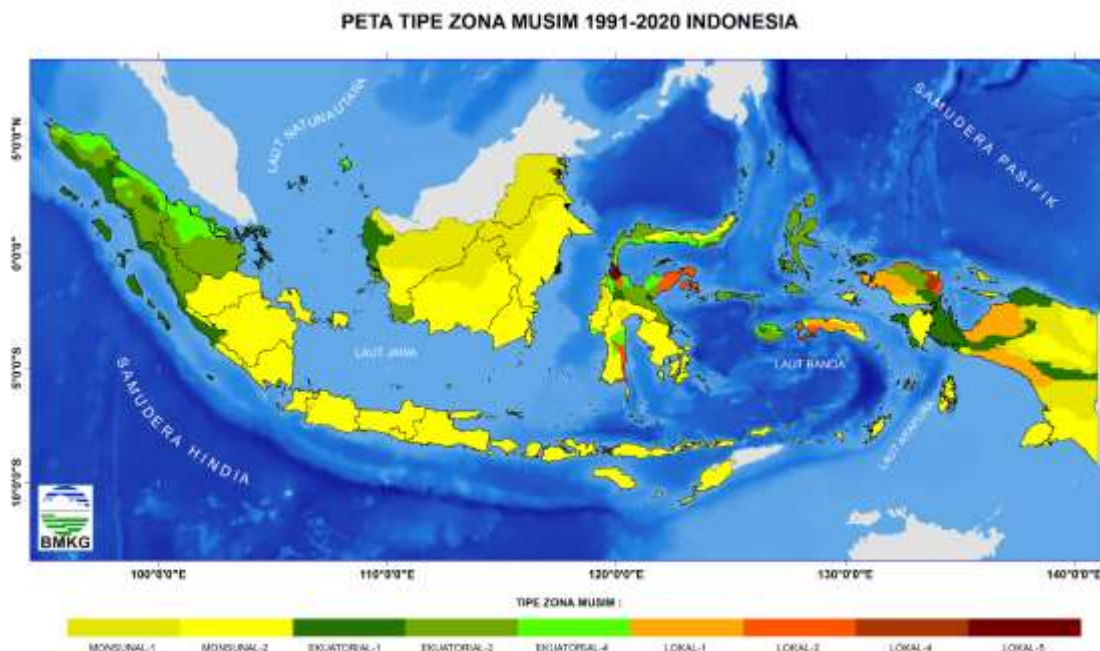 PETA TIPE ZONA MUSIM 1991-2020 INDONESIA
LAUT NATUNA UTARA
SAMUDERA PASIFIK
5°0'0"N
0°0'0"
5°0'0"S
10°0'0"S
LAUT JAWA
LAUT BANDA
SAMUDERA HINDIA
LAUT ARAFURA
BMKG
100°0'0"E
110°0'0"E
120°0'0"E
130°0'0"E
140°0'0"E
TIPE ZONA MUSIM :
MONSUNAL-1
MONSUNAL-2
EKUATORIAL-1
EKUATORIAL-2
EKUATORIAL-4
LOKAL-1
LOKAL-2
LOKAL-4
LOKAL-5